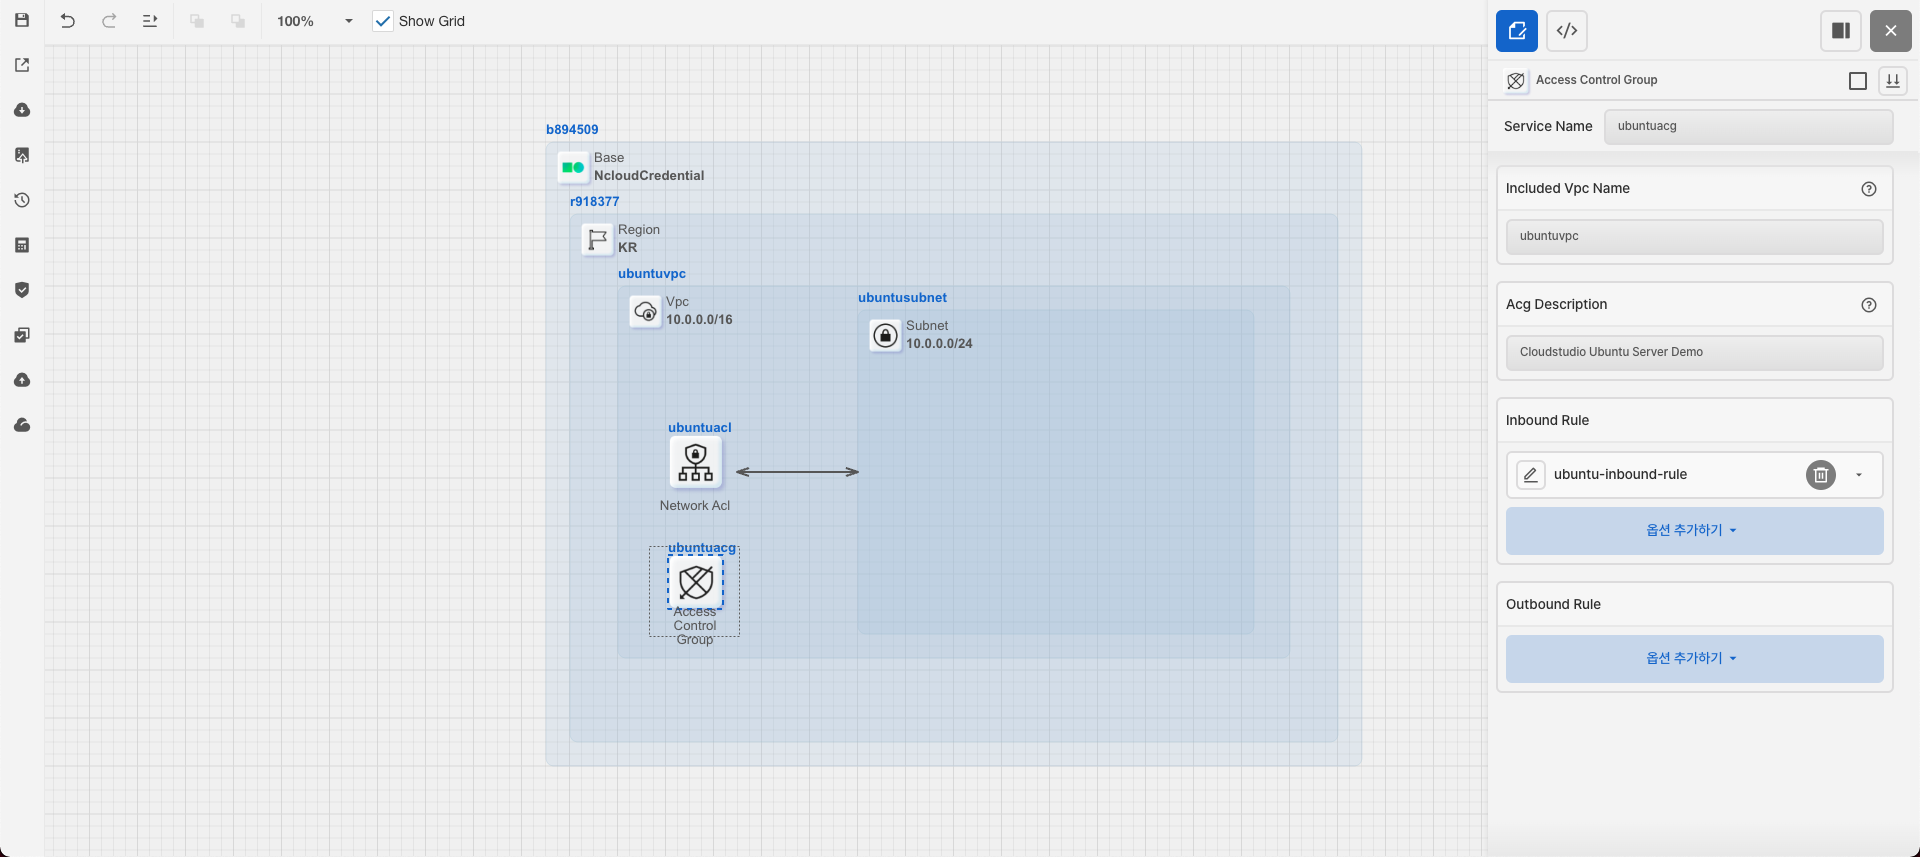 100%
Show Grid
b894509
Base
NcloudCredential
r918377
Region
KR
ubuntuvpc
Vpc
10.0.0.0/16
ubuntusubnet
Subnet
10.0.0.0/24
ubuntuacl
Network Acl
ubuntuacg
Access
Control
Group
Access Control Group
Service Name
ubuntuacg
Included Vpc Name
ubuntuvpc
Acg Description
Cloudstudio Ubuntu Server Demo
Inbound Rule
ubuntu-inbound-rule
옵션 추가하기
Outbound Rule
옵션 추가하기